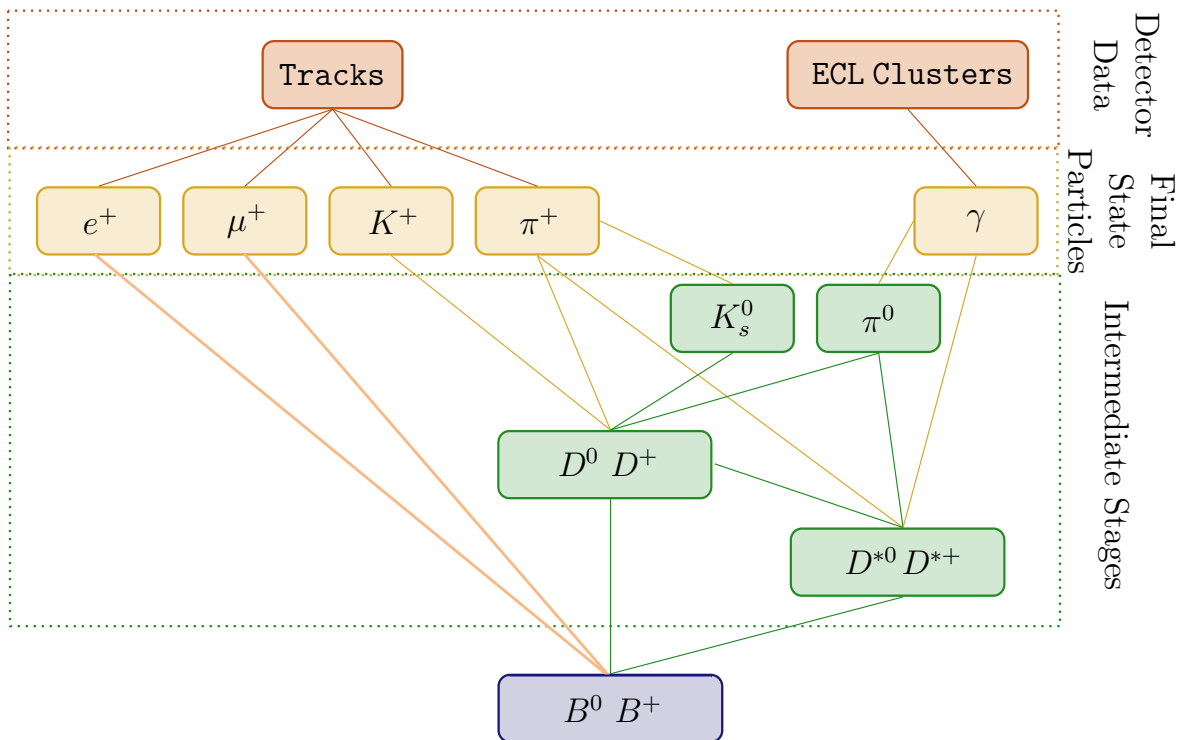 Tracks
ECL Clusters
Detector
Data
e⁺
μ⁺
K⁺
π⁺
γ
Final
State
Particles
K⁰ₛ
π⁰
D⁰ D⁺
D*⁰ D*⁺
Intermediate Stages
B⁰ B⁺